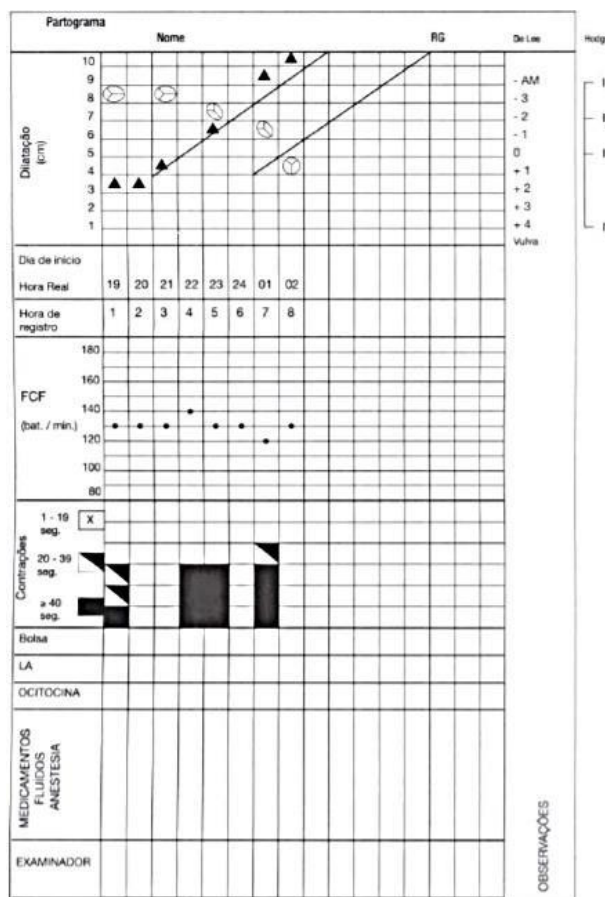 Partograma
Nome RG De Lee Hodge
10
9
8
7
6
5
4
3
2
1
Dilatação
(cm)
- AM
- 3
- 2
- 1
0
+ 1
+ 2
+ 3
+ 4
Vulva
Dia de início
Hora Real 19 20 21 22 23 24 01 02
Hora de
registro
1 2 3 4 5 6 7 8
FCF
(bat. / min.)
180
160
140
120
100
80
Contrações
1 - 19
seg.
X
20 - 39
seg.
≥ 40
seg.
Bolsa
LA
OCITOCINA
MEDICAMENTOS
FLUIDOS
ANESTESIA
EXAMINADOR
OBSERVAÇÕES